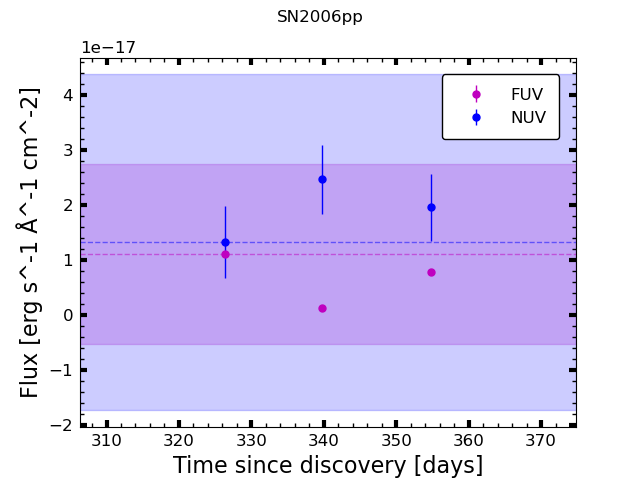 SN2006pp
1e−17
FUV
NUV
4
3
2
1
0
−1
−2
Flux [erg s^-1 Å^-1 cm^-2]
310 320 330 340 350 360 370
Time since discovery [days]